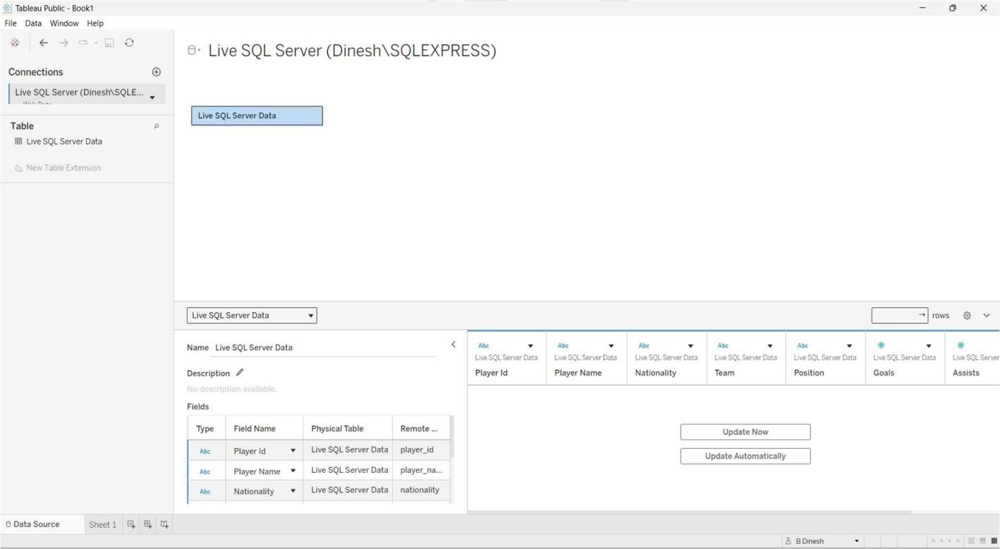 Tableau Public - Book1
File Data Window Help
Connections
Live SQL Server (Dinesh\SQLE...
Web Data
Table
Live SQL Server Data
New Table Extension
Live SQL Server (Dinesh\SQLEXPRESS)
Live SQL Server Data
Live SQL Server Data
rows
Name Live SQL Server Data
Description
No description available.
Fields
Type Field Name Physical Table Remote ...
Abc Player Id Live SQL Server Data player_id
Abc Player Name Live SQL Server Data player_na...
Abc Nationality Live SQL Server Data nationality
Abc Abc Abc Abc Abc # #
Live SQL Server Data Live SQL Server Data Live SQL Server Data Live SQL Server Data Live SQL Server Data Live SQL Server Data Live SQL Server
Player Id Player Name Nationality Team Position Goals Assists
Update Now
Update Automatically
Data Source Sheet 1
B Dinesh